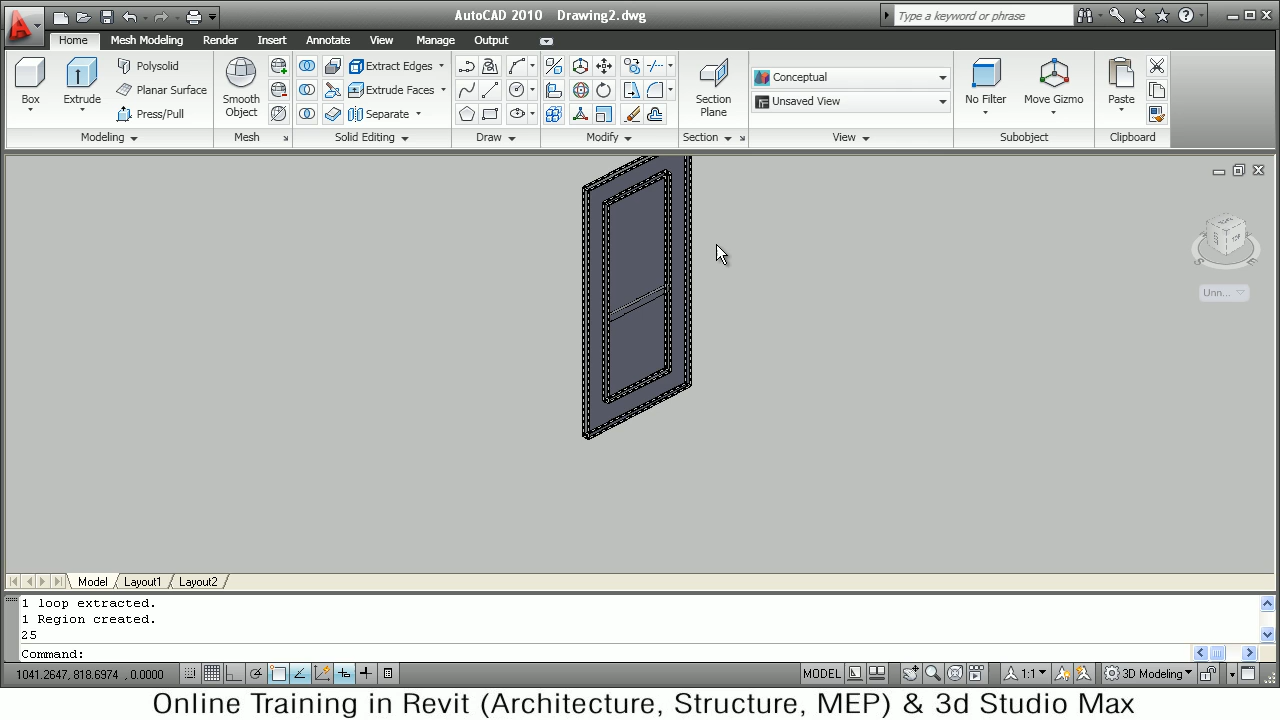 AutoCAD 2010 Drawing2.dwg
Type a keyword or phrase
Home Mesh Modeling Render Insert Annotate View Manage Output
Box
Extrude
Polysolid
Planar Surface
Press/Pull
Smooth
Object
Extract Edges
Extrude Faces
Separate
Section
Plane
Conceptual
Unsaved View
No Filter
Move Gizmo
Paste
Modeling Mesh Solid Editing Draw Modify Section View Subobject Clipboard
Unn...
Model Layout1 Layout2
1 loop extracted.
1 Region created.
25
Command:
1041.2647, 818.6974 , 0.0000 MODEL 1:1 3D Modeling
Online Training in Revit (Architecture, Structure, MEP) & 3d Studio Max